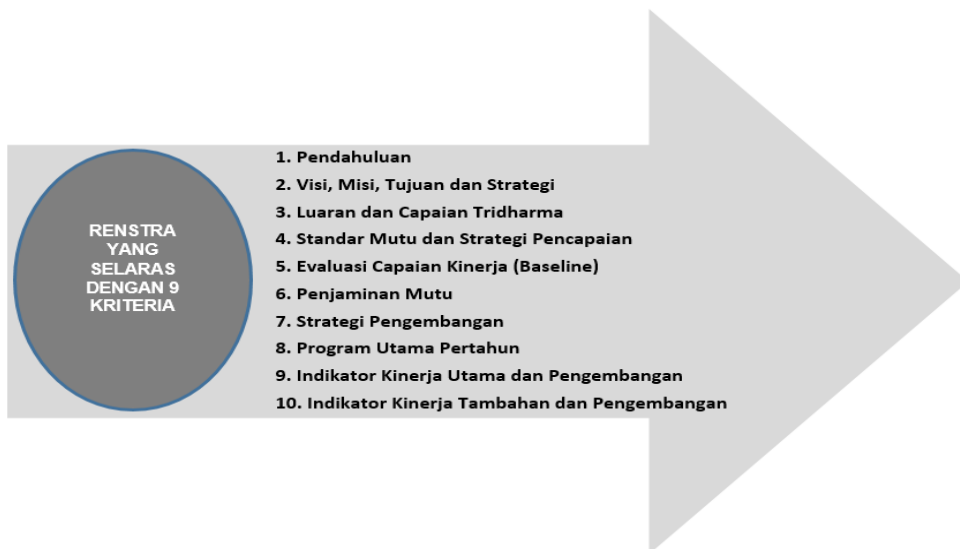 RENSTRA
YANG
SELARAS
DENGAN 9
KRITERIA
1. Pendahuluan
2. Visi, Misi, Tujuan dan Strategi
3. Luaran dan Capaian Tridharma
4. Standar Mutu dan Strategi Pencapaian
5. Evaluasi Capaian Kinerja (Baseline)
6. Penjaminan Mutu
7. Strategi Pengembangan
8. Program Utama Pertahun
9. Indikator Kinerja Utama dan Pengembangan
10. Indikator Kinerja Tambahan dan Pengembangan